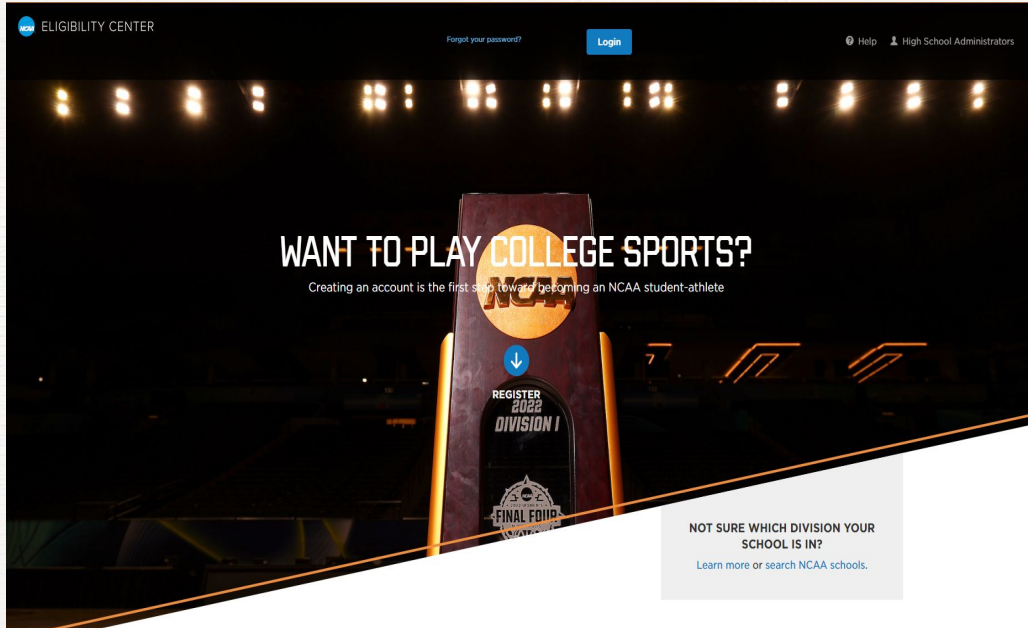 NCAA ELIGIBILITY CENTER
Forgot your password?
Login
Help
High School Administrators
WANT TO PLAY COLLEGE SPORTS?
Creating an account is the first step toward becoming an NCAA student-athlete
NCAA
REGISTER
2022
DIVISION I
FINAL FOUR
NOT SURE WHICH DIVISION YOUR
SCHOOL IS IN?
Learn more or search NCAA schools.